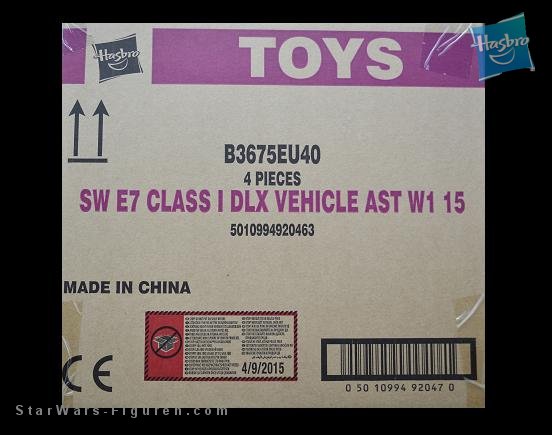 Hasbro
TOYS
Hasbro
B3675EU40
4 PIECES
SW E7 CLASS I DLX VEHICLE AST W1 15
5010994920463
MADE IN CHINA
4/9/2015
CE
0 50 10994 92047 0
StarWars-Figuren.com